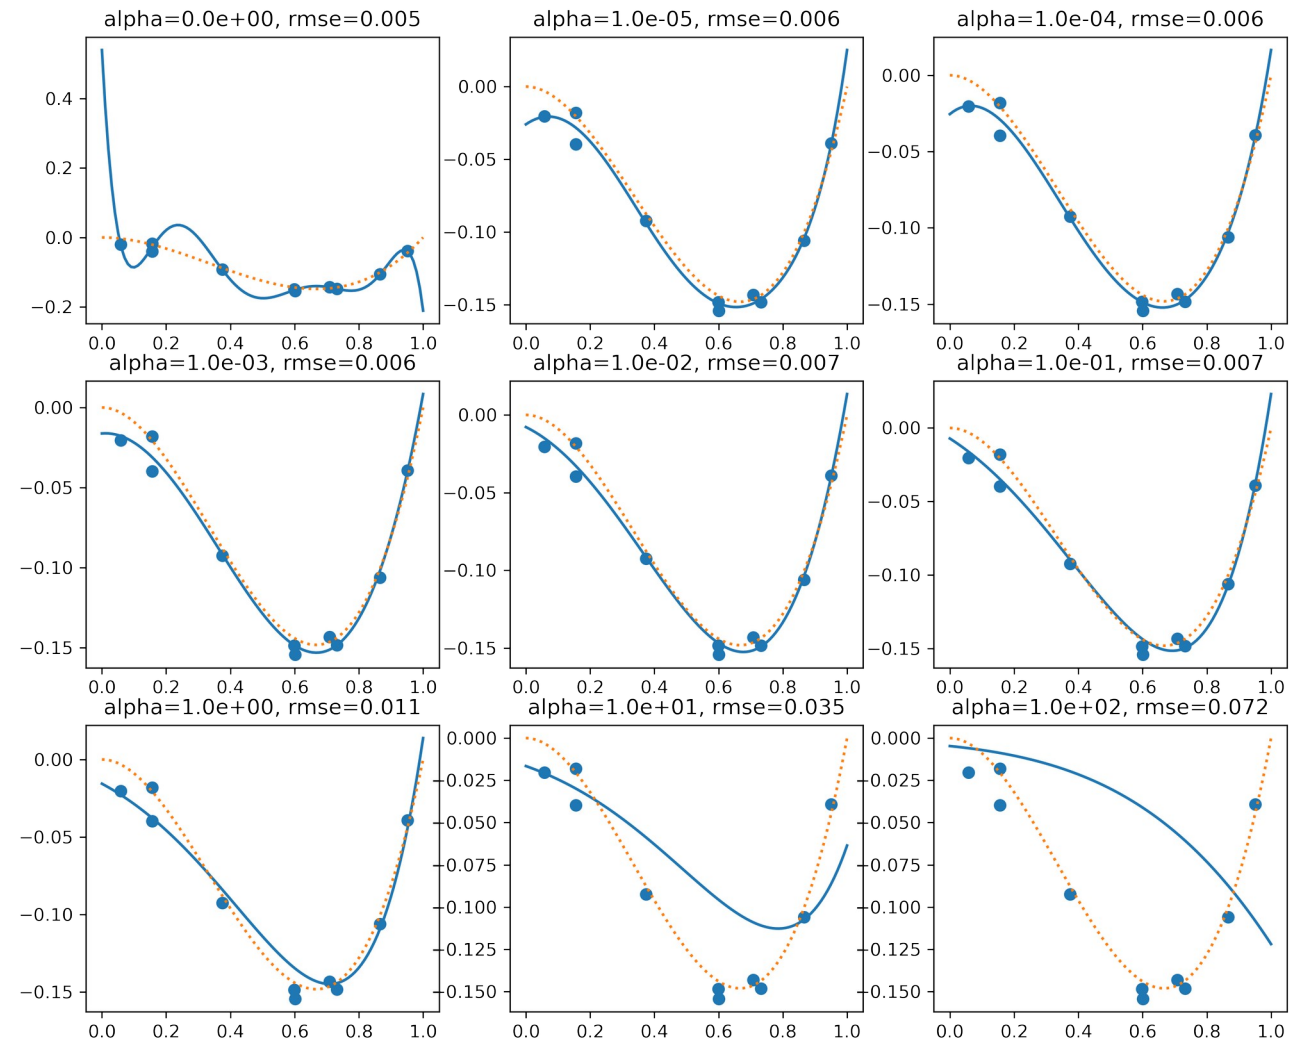 alpha=0.0e+00, rmse=0.005
alpha=1.0e-05, rmse=0.006
alpha=1.0e-04, rmse=0.006
0.4
0.2
0.0
−0.2
0.00
−0.05
−0.10
−0.15
0.00
−0.05
−0.10
−0.15
0.0 0.2 0.4 0.6 0.8 1.0
0.0 0.2 0.4 0.6 0.8 1.0
0.0 0.2 0.4 0.6 0.8 1.0
alpha=1.0e-03, rmse=0.006
alpha=1.0e-02, rmse=0.007
alpha=1.0e-01, rmse=0.007
0.00
−0.05
−0.10
−0.15
0.00
−0.05
−0.10
−0.15
0.00
−0.05
−0.10
−0.15
0.0 0.2 0.4 0.6 0.8 1.0
0.0 0.2 0.4 0.6 0.8 1.0
0.0 0.2 0.4 0.6 0.8 1.0
alpha=1.0e+00, rmse=0.011
alpha=1.0e+01, rmse=0.035
alpha=1.0e+02, rmse=0.072
0.00
−0.05
−0.10
−0.15
0.000
−0.025
−0.050
−0.075
−0.100
−0.125
−0.150
0.000
−0.025
−0.050
−0.075
−0.100
−0.125
−0.150
0.0 0.2 0.4 0.6 0.8 1.0
0.0 0.2 0.4 0.6 0.8 1.0
0.0 0.2 0.4 0.6 0.8 1.0